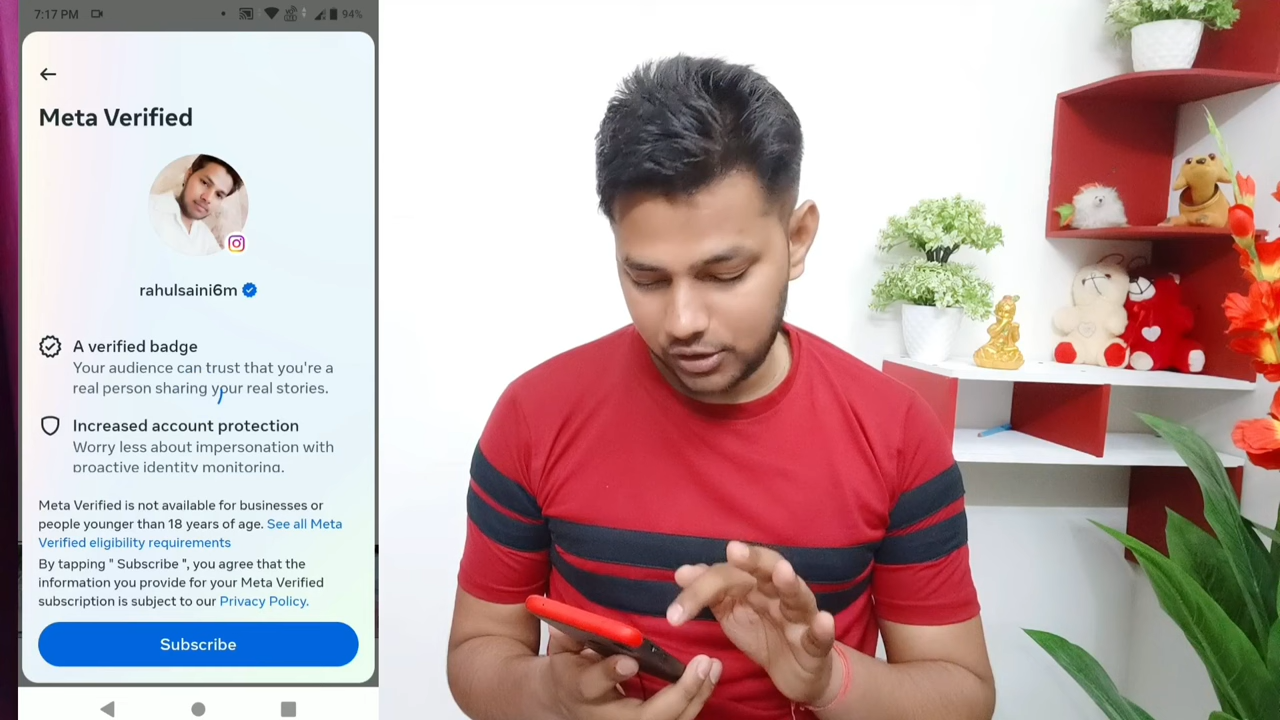 7:17 PM
94%
Meta Verified
rahulsaini6m
A verified badge
Your audience can trust that you're a
real person sharing your real stories.
Increased account protection
Worry less about impersonation with
proactive identity monitoring.
Meta Verified is not available for businesses or
people younger than 18 years of age. See all Meta
Verified eligibility requirements
By tapping " Subscribe ", you agree that the
information you provide for your Meta Verified
subscription is subject to our Privacy Policy.
Subscribe